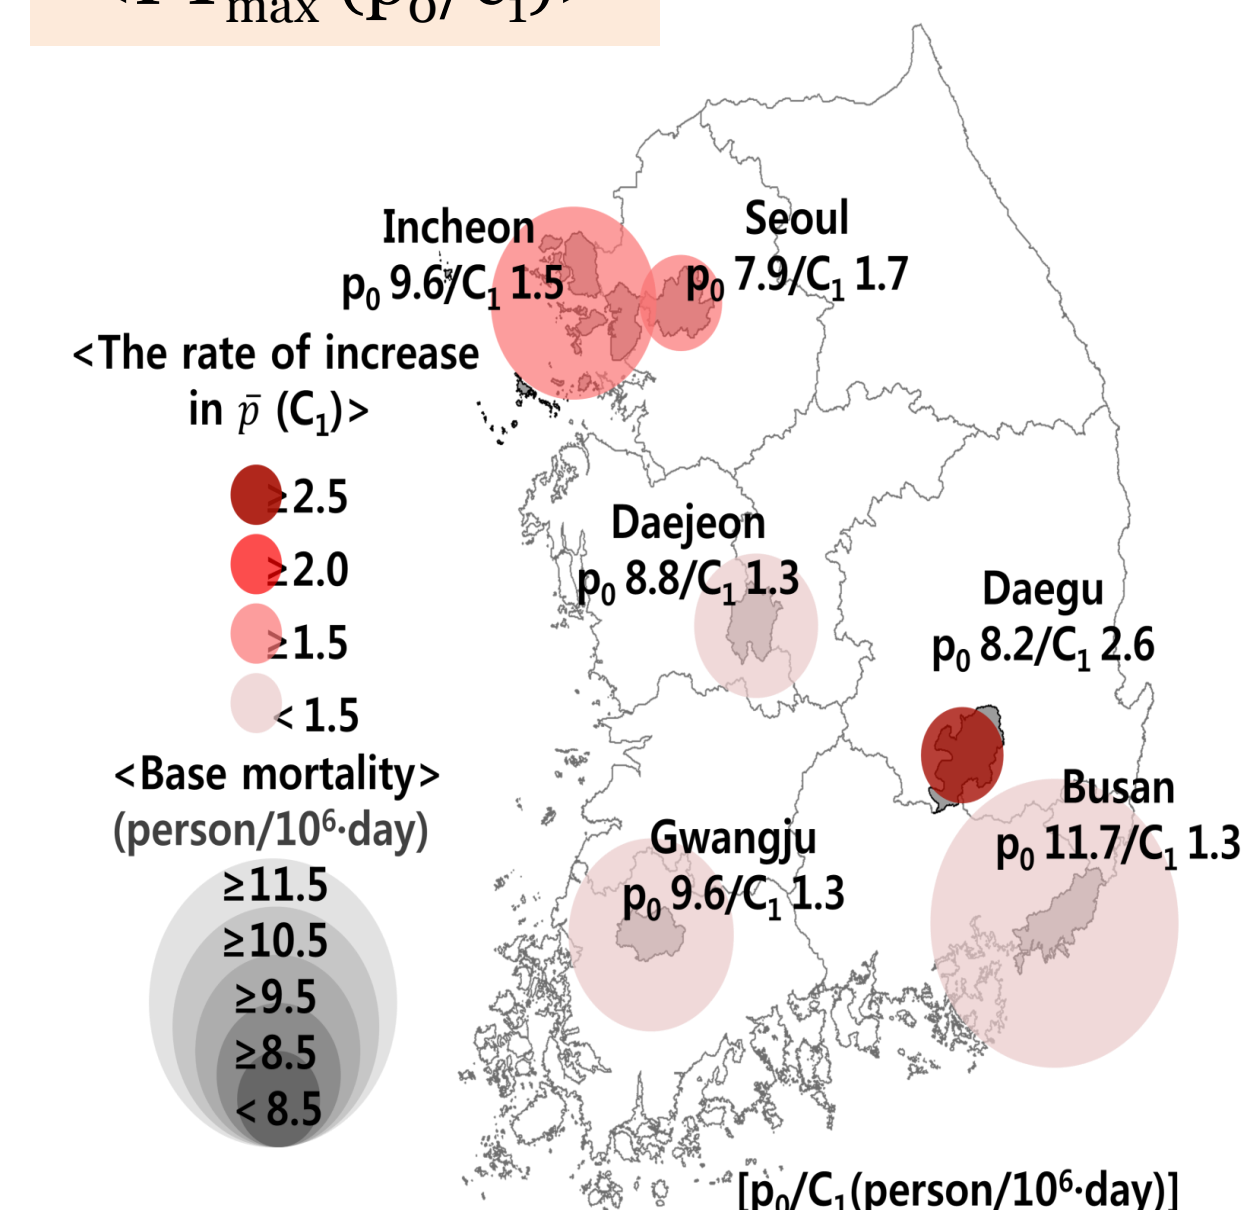 max (p0/C1)>
Incheon
p0 9.6/C1 1.5
Seoul
p0 7.9/C1 1.7
<The rate of increase
in p̄ (C1)>
≥2.5
≥2.0
≥1.5
< 1.5
Daejeon
p0 8.8/C1 1.3
Daegu
p0 8.2/C1 2.6
<Base mortality>
(person/10⁶·day)
≥11.5
≥10.5
≥9.5
≥8.5
< 8.5
Gwangju
p0 9.6/C1 1.3
Busan
p0 11.7/C1 1.3
[p0/C1(person/10⁶·day)]